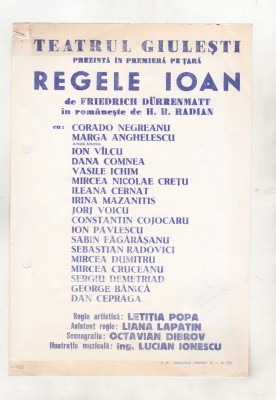 TEATRUL GIULEȘTI
PREZINTĂ ÎN PREMIERĂ PE ȚARĂ
REGELE IOAN
de FRIEDRICH DÜRRENMATT
în românește de H. R. RADIAN
cu:
CORADO NEGREANU
MARGA ANGHELESCU
ION VÎLCU
DANA COMNEA
VASILE ICHIM
MIRCEA NICOLAE CREȚU
ILEANA CERNAT
IRINA MAZANITIS
JORJ VOICU
CONSTANTIN COJOCARU
ION PAVLESCU
SABIN FĂGĂRĂȘANU
SEBASTIAN RADOVICI
MIRCEA DUMITRU
MIRCEA CRUCEANU
SERGIU DEMETRIAD
GEORGE BĂNICĂ
DAN CEPRAGA
Regia artistică: LETIȚIA POPA
Asistent regie: LIANA LAPATIN
Scenografia: OCTAVIAN DIBROV
Ilustrația muzicală: ing. LUCIAN IONESCU